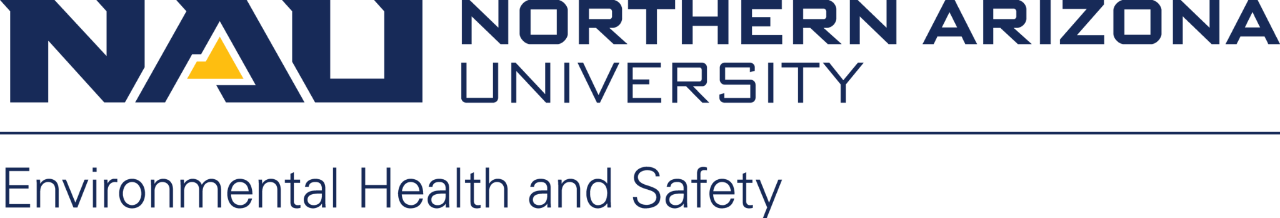 NAU NORTHERN ARIZONA
UNIVERSITY
Environmental Health and Safety